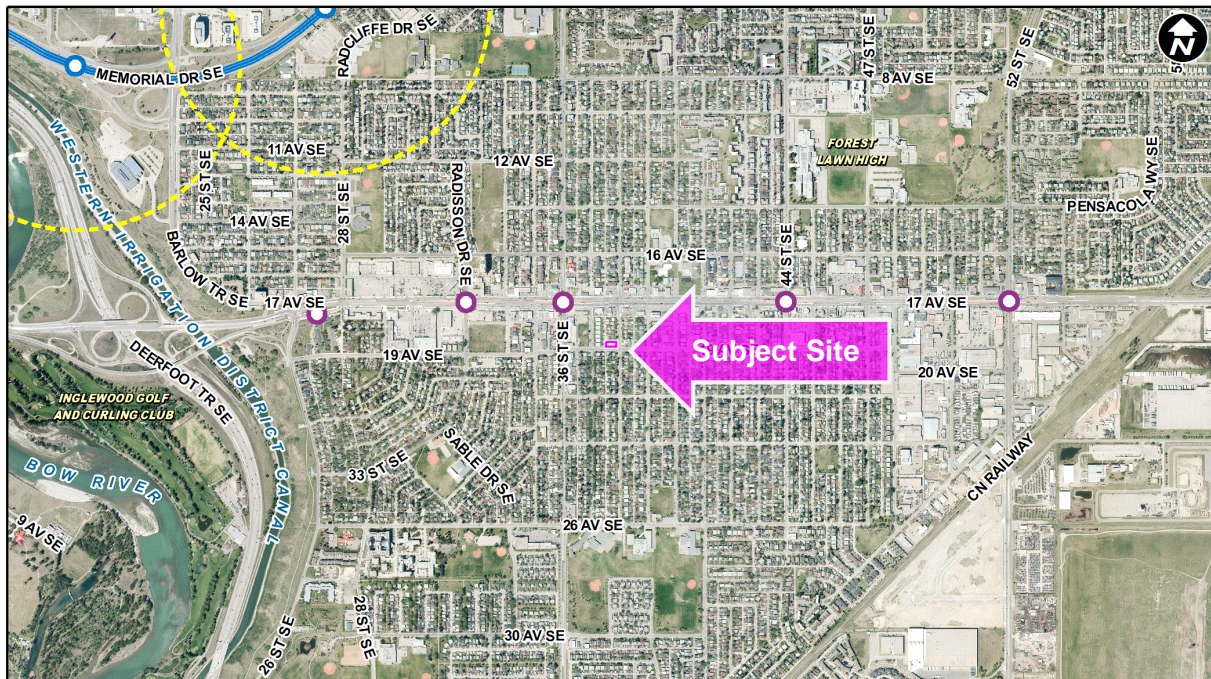 RADCLIFFE DR SE
N
MEMORIAL DR SE
47 ST SE
52 ST SE
8 AV SE
WESTERN IRRIGATION DISTRICT CANAL
11 AV SE
12 AV SE
FOREST
LAWN HIGH
25 ST SE
28 ST SE
RADISSON DR SE
PENSACOLA WY SE
14 AV SE
BARLOW TR SE
16 AV SE
44 ST SE
17 AV SE
17 AV SE
DEERFOOT TR SE
19 AV SE
36 ST SE
Subject Site
20 AV SE
INGLEWOOD GOLF
AND CURLING CLUB
BOW RIVER
33 ST SE
SABLE DR SE
CN RAILWAY
9 AV SE
26 AV SE
28 ST SE
26 ST SE
30 AV SE